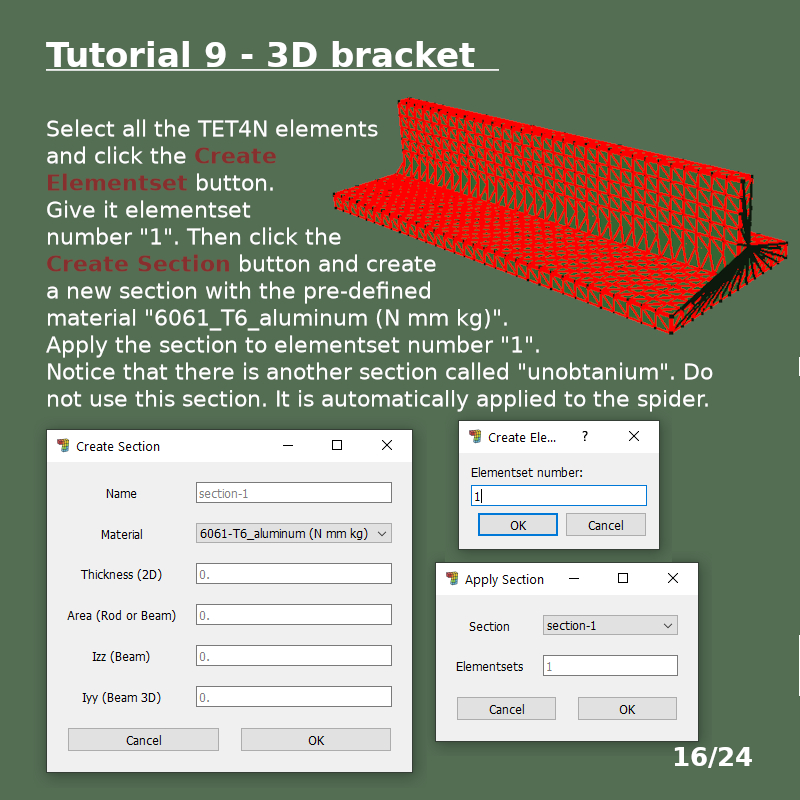 Tutorial 9 - 3D bracket
Select all the TET4N elements
and click the Create
Elementset button.
Give it elementset
number "1". Then click the
Create Section button and create
a new section with the pre-defined
material "6061_T6_aluminum (N mm kg)".
Apply the section to elementset number "1".
Notice that there is another section called "unobtanium". Do
not use this section. It is automatically applied to the spider.
Create Section
Name
section-1
Material
6061-T6_aluminum (N mm kg)
Thickness (2D)
0.
Area (Rod or Beam)
0.
Izz (Beam)
0.
Iyy (Beam 3D)
0.
Cancel
OK
Create Ele... ?
Elementset number:
1
OK
Cancel
Apply Section
Section
section-1
Elementsets
1
Cancel
OK
16/24